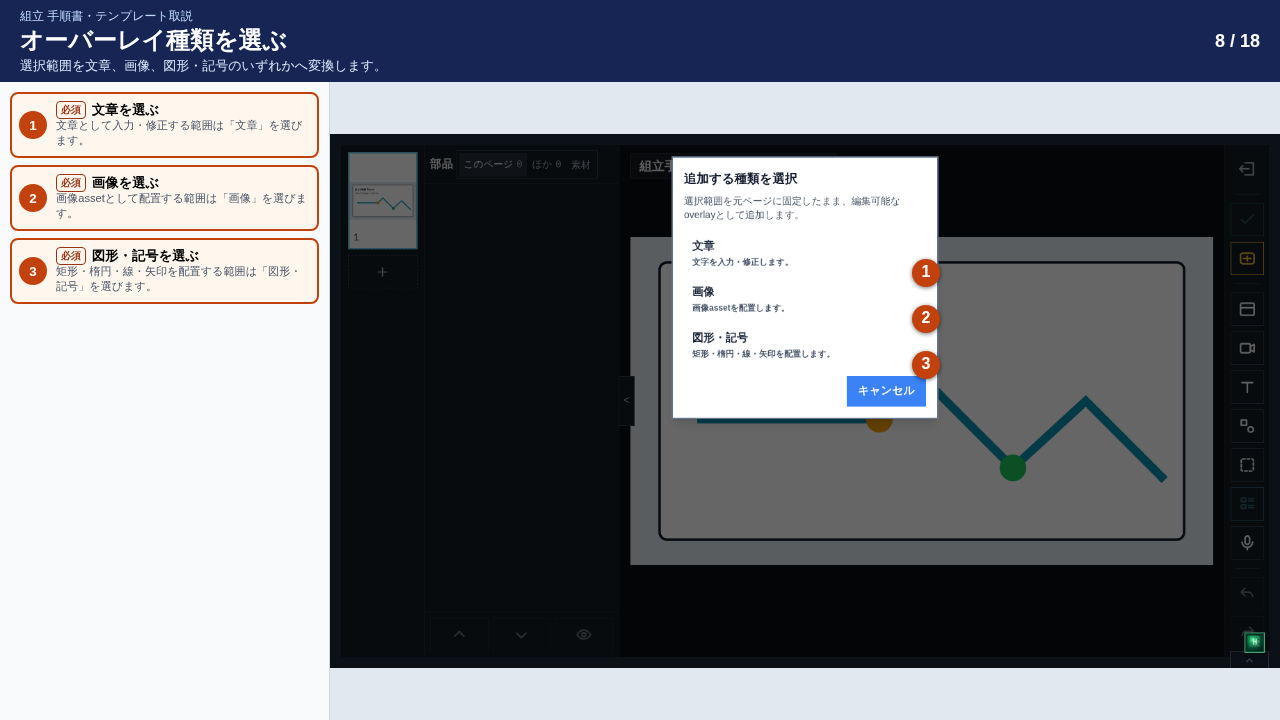 組立 手順書・テンプレート取説
オーバーレイ種類を選ぶ
選択範囲を文章、画像、図形・記号のいずれかへ変換します。
8 / 18
1
必須 文章を選ぶ
文章として入力・修正する範囲は「文章」を選び
ます。
2
必須 画像を選ぶ
画像assetとして配置する範囲は「画像」を選びま
す。
3
必須 図形・記号を選ぶ
矩形・楕円・線・矢印を配置する範囲は「図形・
記号」を選びます。
1
部品 このページ 0 ほか 0 素材
組立手
<
追加する種類を選択
選択範囲を元ページに固定したまま、編集可能な
overlayとして追加します。
文章
文字を入力・修正します。
1
画像
画像assetを配置します。
2
図形・記号
矩形・楕円・線・矢印を配置します。
3
キャンセル